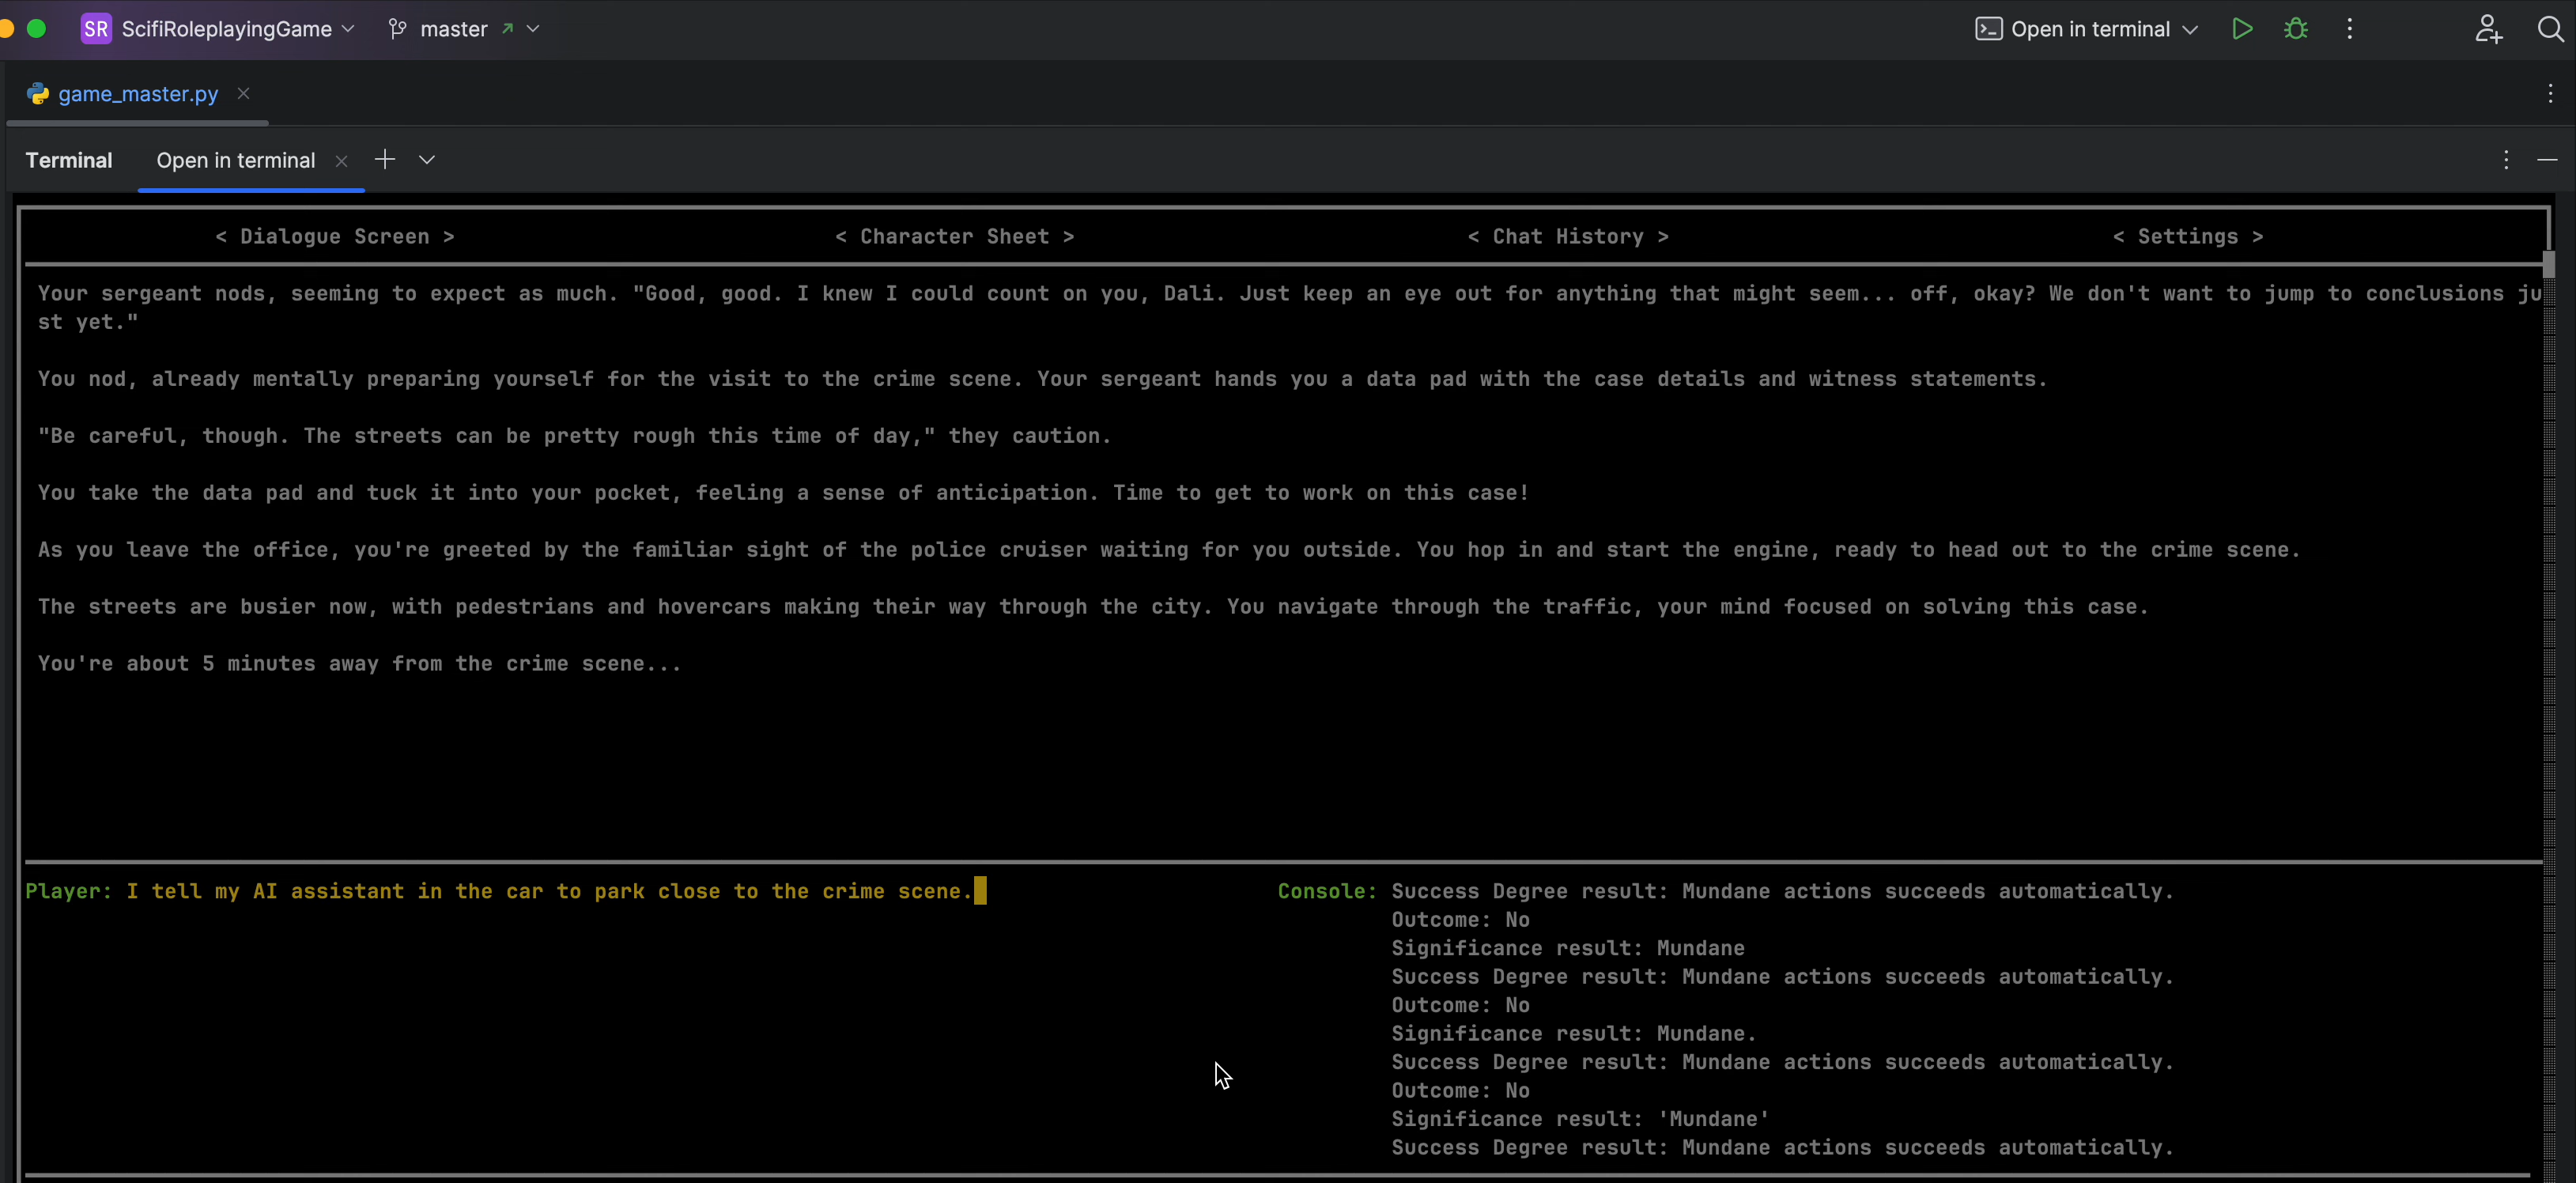 SR ScifiRoleplayingGame master Open in terminal
game_master.py
Terminal Open in terminal
< Dialogue Screen > < Character Sheet > < Chat History > < Settings >
Your sergeant nods, seeming to expect as much. "Good, good. I knew I could count on you, Dali. Just keep an eye out for anything that might seem... off, okay? We don't want to jump to conclusions ju
st yet."
You nod, already mentally preparing yourself for the visit to the crime scene. Your sergeant hands you a data pad with the case details and witness statements.
"Be careful, though. The streets can be pretty rough this time of day," they caution.
You take the data pad and tuck it into your pocket, feeling a sense of anticipation. Time to get to work on this case!
As you leave the office, you're greeted by the familiar sight of the police cruiser waiting for you outside. You hop in and start the engine, ready to head out to the crime scene.
The streets are busier now, with pedestrians and hovercars making their way through the city. You navigate through the traffic, your mind focused on solving this case.
You're about 5 minutes away from the crime scene...
Player: I tell my AI assistant in the car to park close to the crime scene.
Console: Success Degree result: Mundane actions succeeds automatically.
Outcome: No
Significance result: Mundane
Success Degree result: Mundane actions succeeds automatically.
Outcome: No
Significance result: Mundane.
Success Degree result: Mundane actions succeeds automatically.
Outcome: No
Significance result: 'Mundane'
Success Degree result: Mundane actions succeeds automatically.